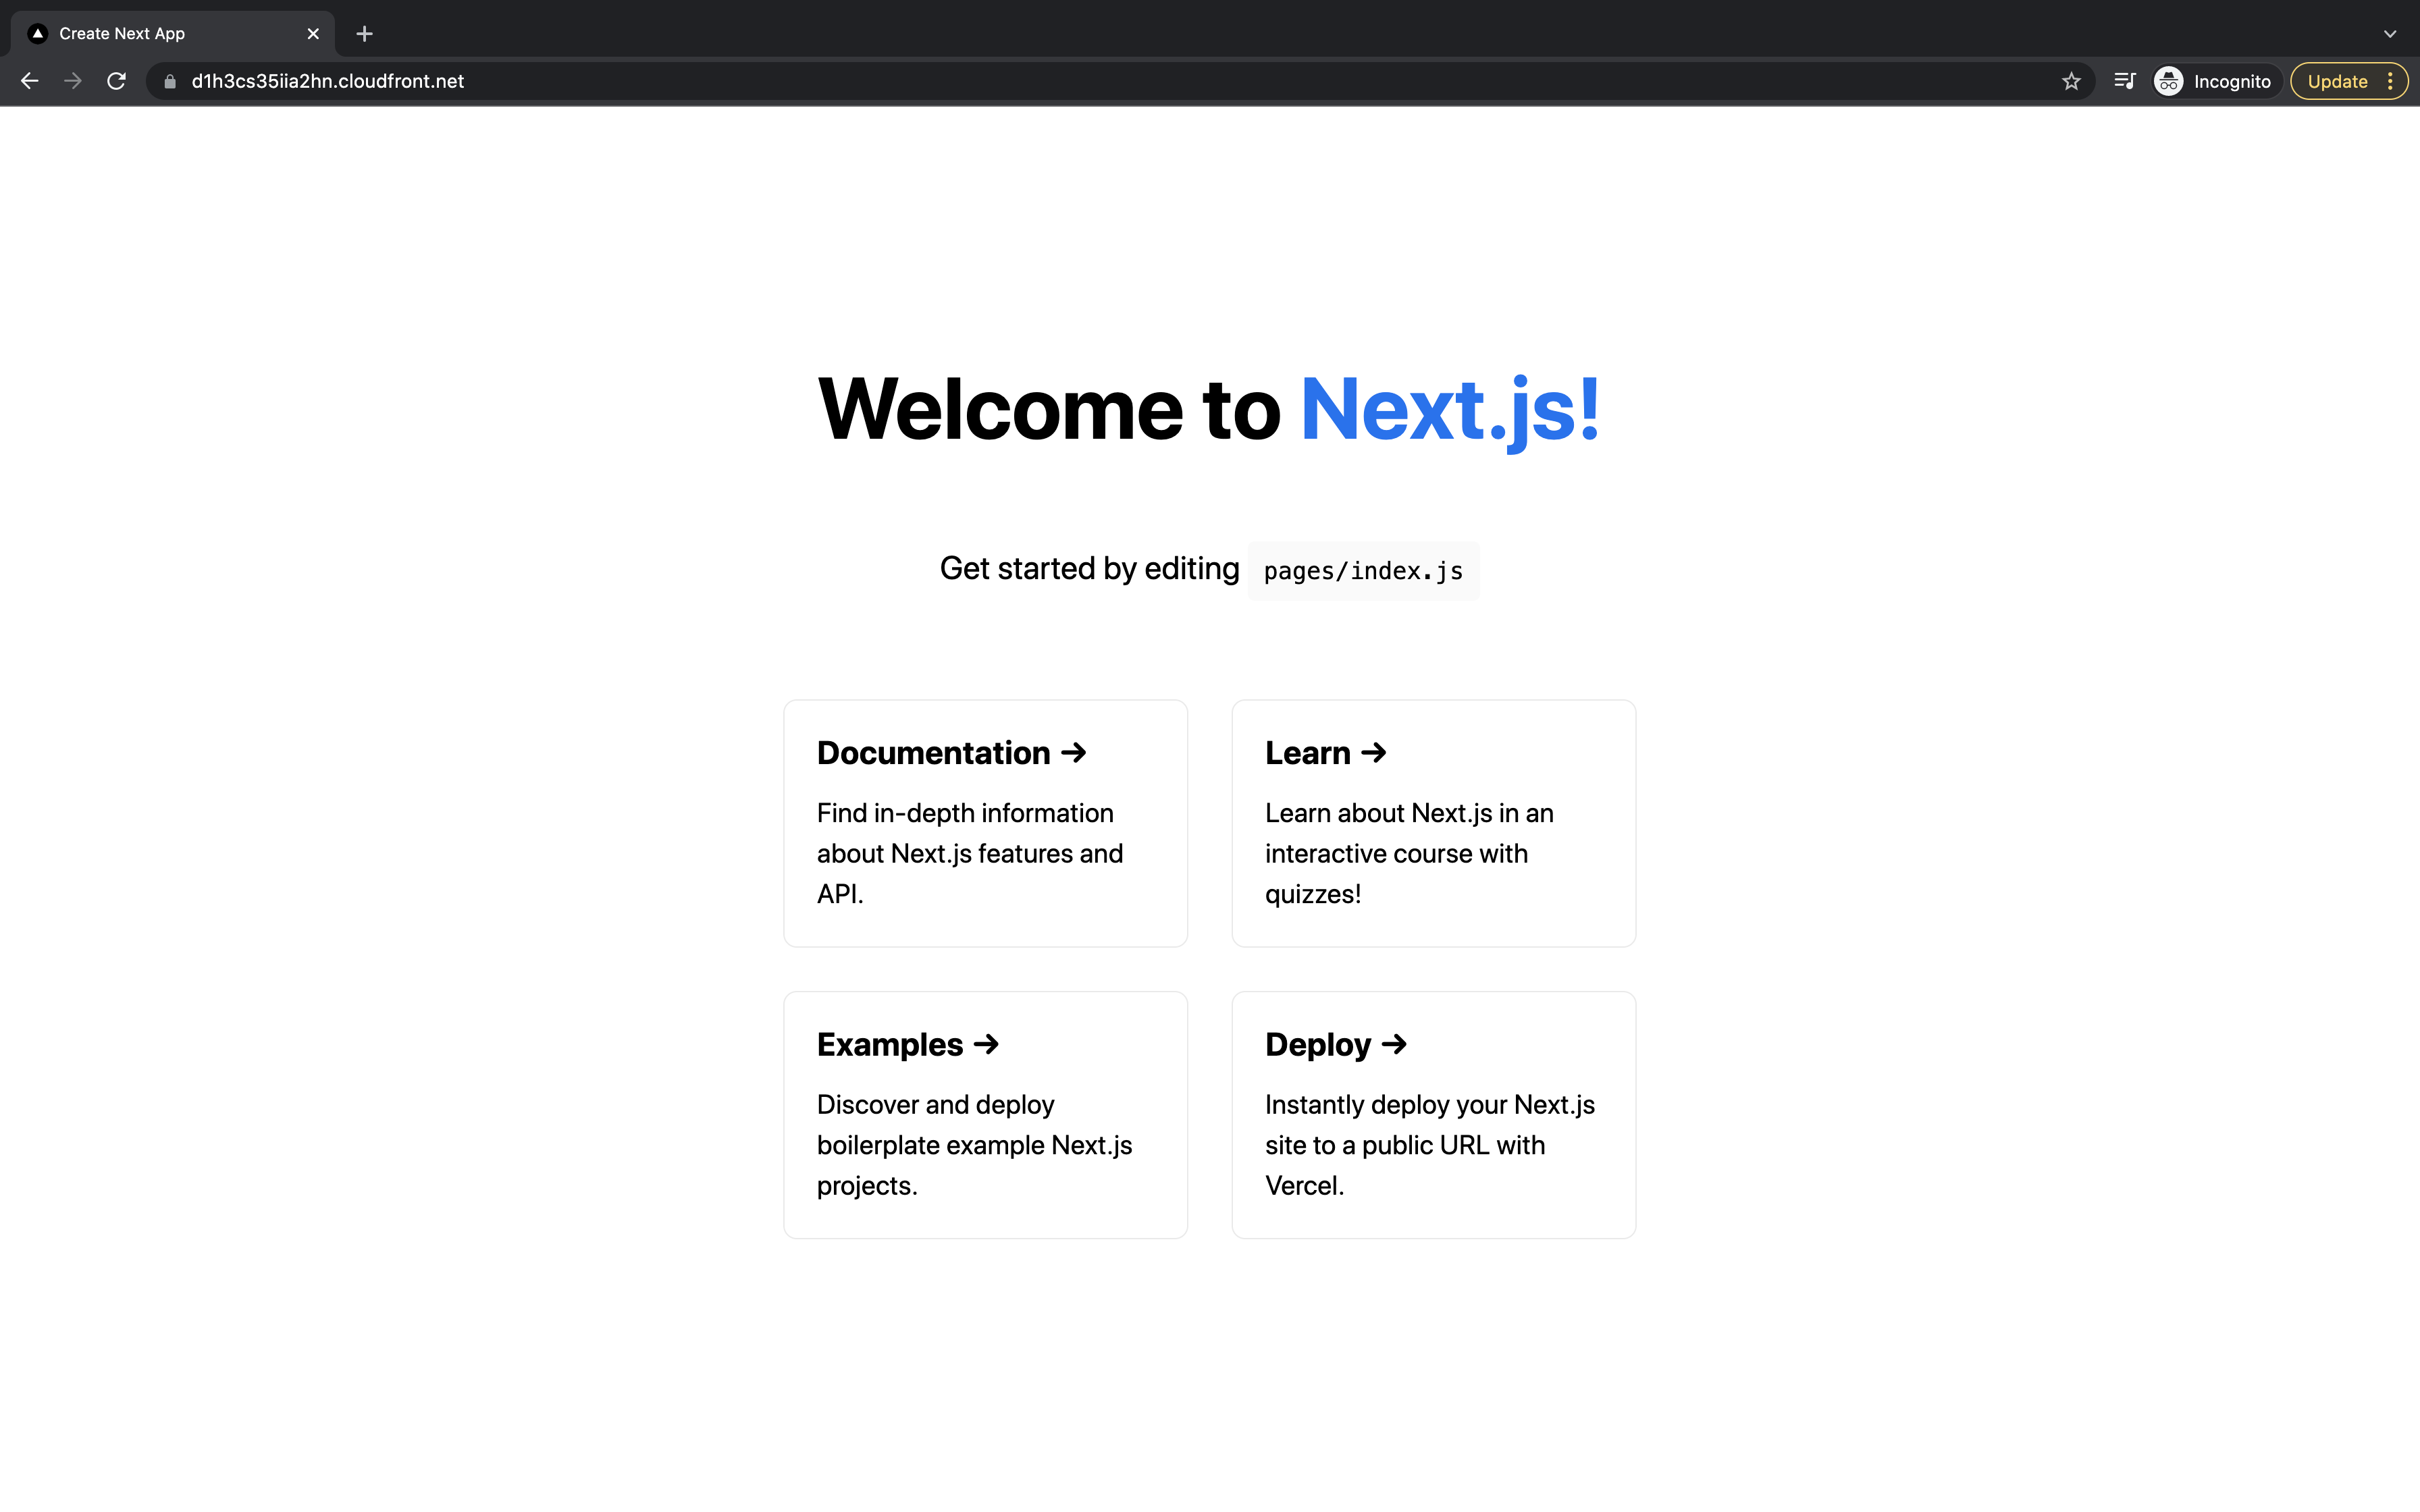 Create Next App
d1h3cs35iia2hn.cloudfront.net
Incognito
Update
Welcome to Next.js!
Get started by editing pages/index.js
Documentation →
Find in-depth information
about Next.js features and
API.
Learn →
Learn about Next.js in an
interactive course with
quizzes!
Examples →
Discover and deploy
boilerplate example Next.js
projects.
Deploy →
Instantly deploy your Next.js
site to a public URL with
Vercel.